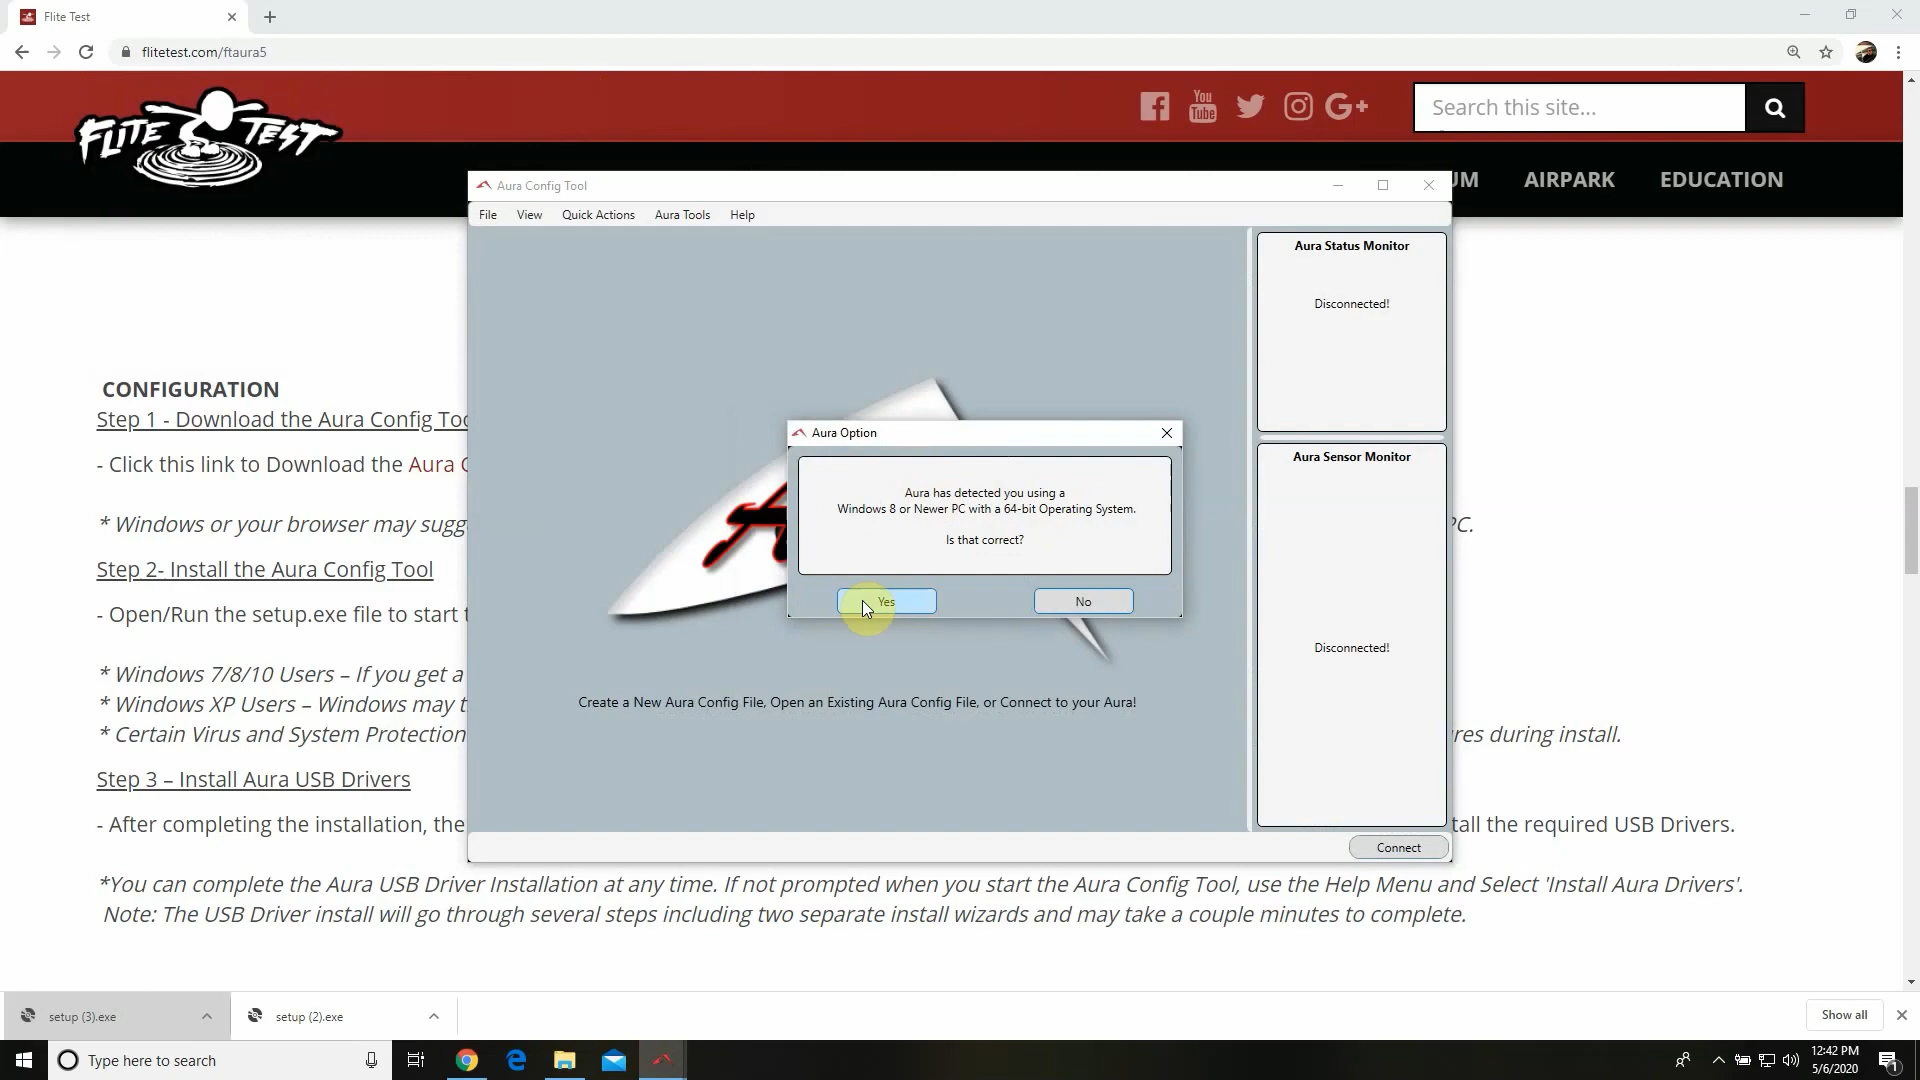 Flite Test
flitetest.com/ftaura5
FLITE TEST
You
Tube
G+
Search this site...
UM
AIRPARK
EDUCATION
Aura Config Tool
File
View
Quick Actions
Aura Tools
Help
Aura Status Monitor
Disconnected!
CONFIGURATION
Step 1 - Download the Aura Config Too
- Click this link to Download the Aura C
* Windows or your browser may sugg
PC.
Step 2- Install the Aura Config Tool
- Open/Run the setup.exe file to start t
* Windows 7/8/10 Users – If you get a
* Windows XP Users – Windows may t
* Certain Virus and System Protection
res during install.
Step 3 – Install Aura USB Drivers
- After completing the installation, the
tall the required USB Drivers.
Aura Option
Aura has detected you using a
Windows 8 or Newer PC with a 64-bit Operating System.
Is that correct?
Yes
No
Aura Sensor Monitor
Disconnected!
Create a New Aura Config File, Open an Existing Aura Config File, or Connect to your Aura!
Connect
*You can complete the Aura USB Driver Installation at any time. If not prompted when you start the Aura Config Tool, use the Help Menu and Select 'Install Aura Drivers'.
Note: The USB Driver install will go through several steps including two separate install wizards and may take a couple minutes to complete.
setup (3).exe
setup (2).exe
Show all
Type here to search
12:42 PM
5/6/2020
1